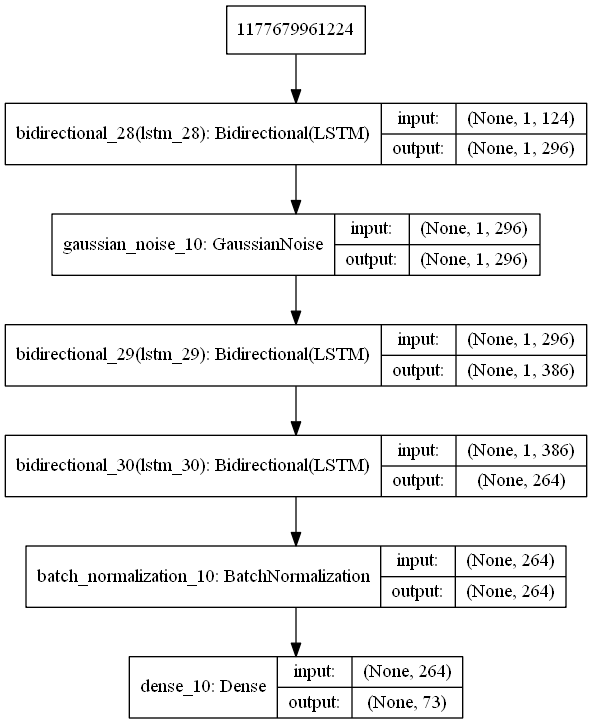 1177679961224
bidirectional_28(lstm_28): Bidirectional(LSTM)
input: (None, 1, 124)
output: (None, 1, 296)
gaussian_noise_10: GaussianNoise
input: (None, 1, 296)
output: (None, 1, 296)
bidirectional_29(lstm_29): Bidirectional(LSTM)
input: (None, 1, 296)
output: (None, 1, 386)
bidirectional_30(lstm_30): Bidirectional(LSTM)
input: (None, 1, 386)
output: (None, 264)
batch_normalization_10: BatchNormalization
input: (None, 264)
output: (None, 264)
dense_10: Dense
input: (None, 264)
output: (None, 73)